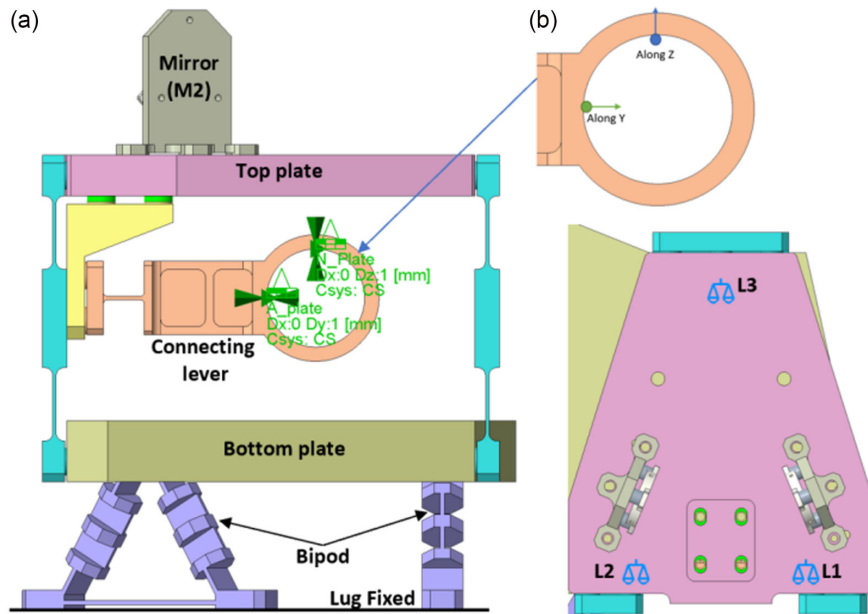 (a)
Mirror
(M2)
Top plate
N_Plate
Dx:0 Dz:1 [mm]
Csys: CS
A_plate
Dx:0 Dy:1 [mm]
Csys: CS
Connecting
lever
Bottom plate
Bipod
Lug Fixed
(b)
Along Z
Along Y
L3
L2
L1